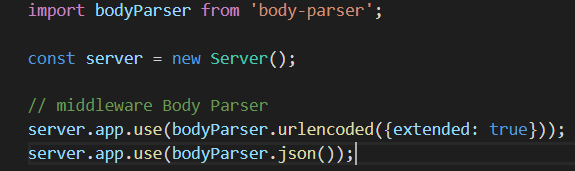 import bodyParser from 'body-parser';
const server = new Server();
// middleware Body Parser
server.app.use(bodyParser.urlencoded({extended: true}));
server.app.use(bodyParser.json());